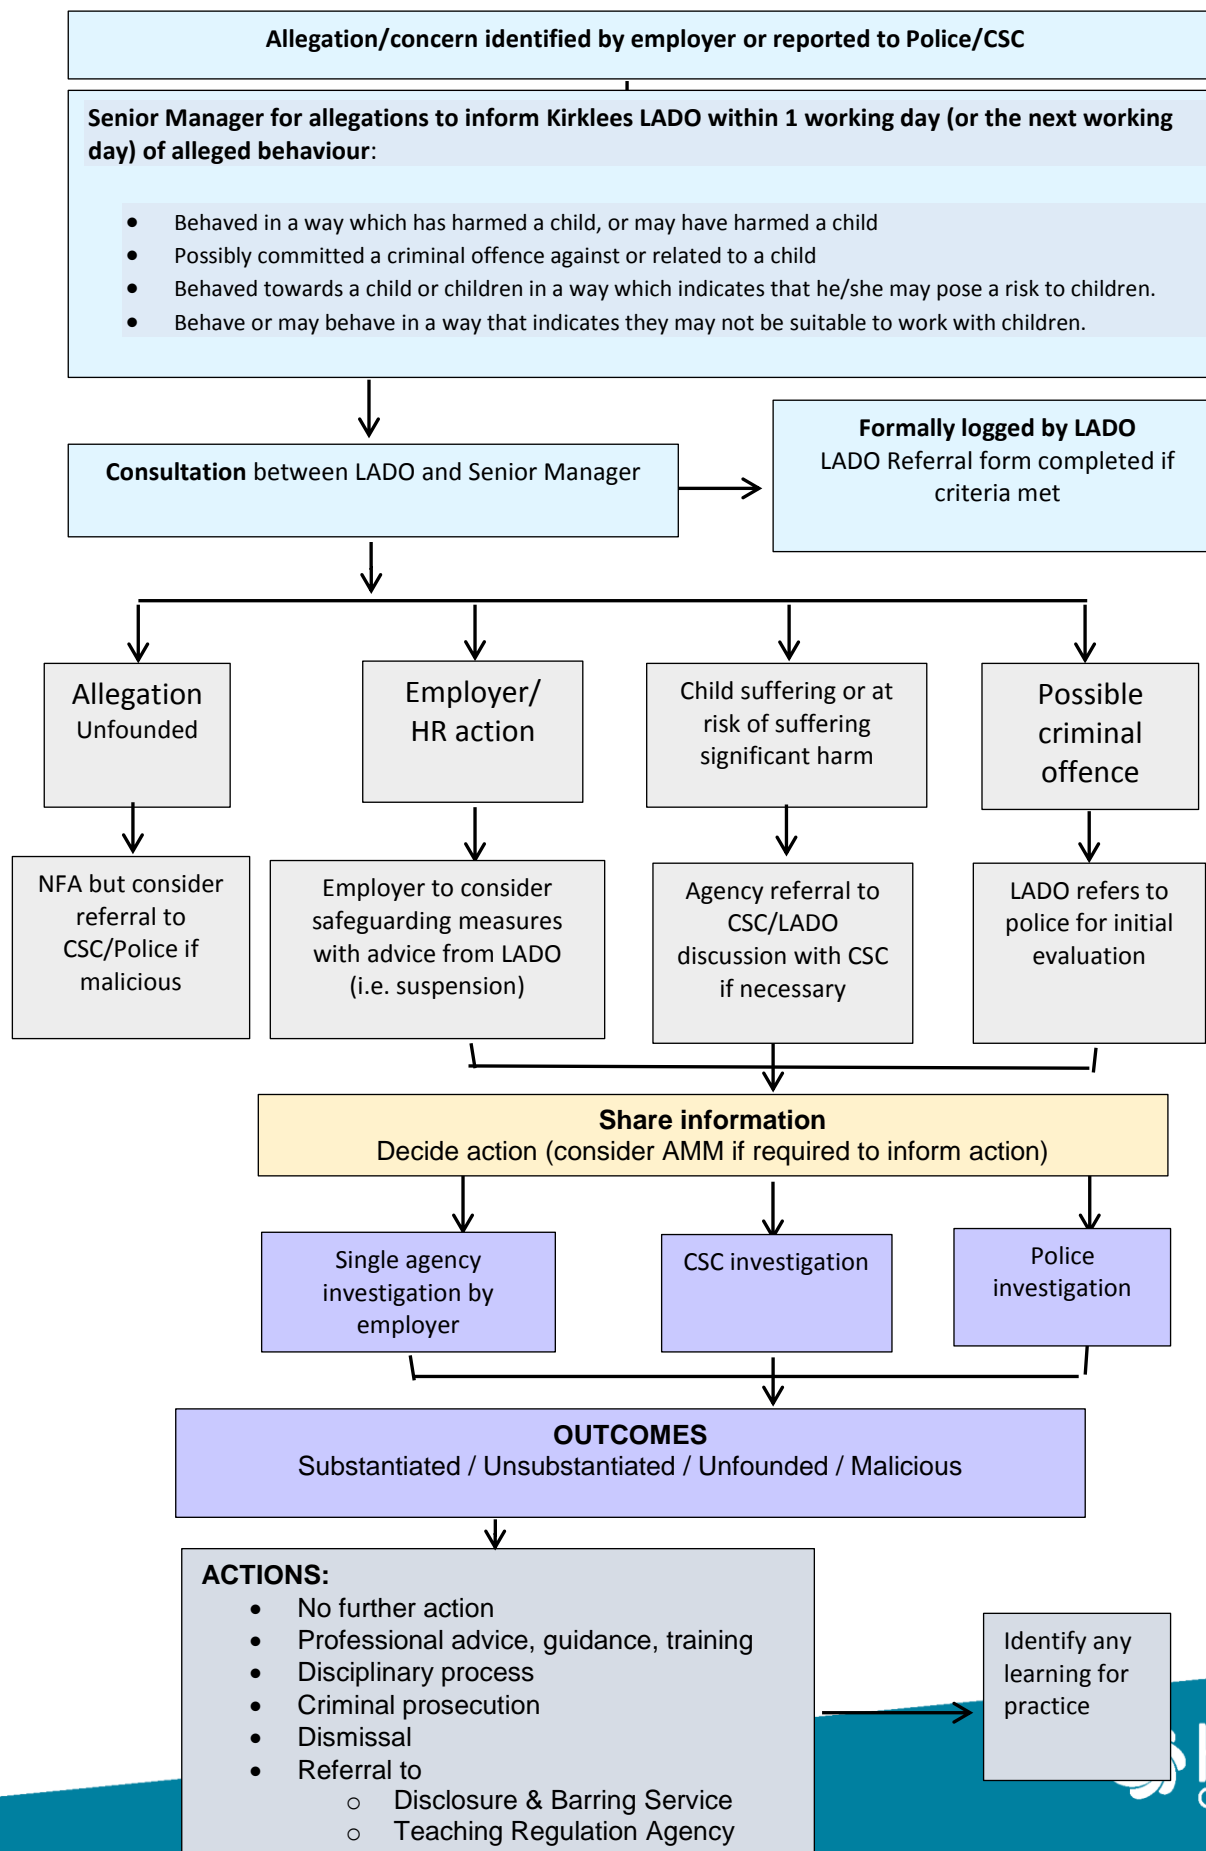 Allegation/concern identified by employer or reported to Police/CSC
Senior Manager for allegations to inform Kirklees LADO within 1 working day (or the next working
day) of alleged behaviour:
• Behaved in a way which has harmed a child, or may have harmed a child
• Possibly committed a criminal offence against or related to a child
• Behaved towards a child or children in a way which indicates that he/she may pose a risk to children.
• Behave or may behave in a way that indicates they may not be suitable to work with children.
Consultation between LADO and Senior Manager
Formally logged by LADO
LADO Referral form completed if
criteria met
Allegation
Unfounded
Employer/
HR action
Child suffering or at
risk of suffering
significant harm
Possible
criminal
offence
NFA but consider
referral to
CSC/Police if
malicious
Employer to consider
safeguarding measures
with advice from LADO
(i.e. suspension)
Agency referral to
CSC/LADO
discussion with CSC
if necessary
LADO refers to
police for initial
evaluation
Share information
Decide action (consider AMM if required to inform action)
Single agency
investigation by
employer
CSC investigation
Police
investigation
OUTCOMES
Substantiated / Unsubstantiated / Unfounded / Malicious
ACTIONS:
• No further action
• Professional advice, guidance, training
• Disciplinary process
• Criminal prosecution
• Dismissal
• Referral to
o Disclosure & Barring Service
o Teaching Regulation Agency
Identify any
learning for
practice